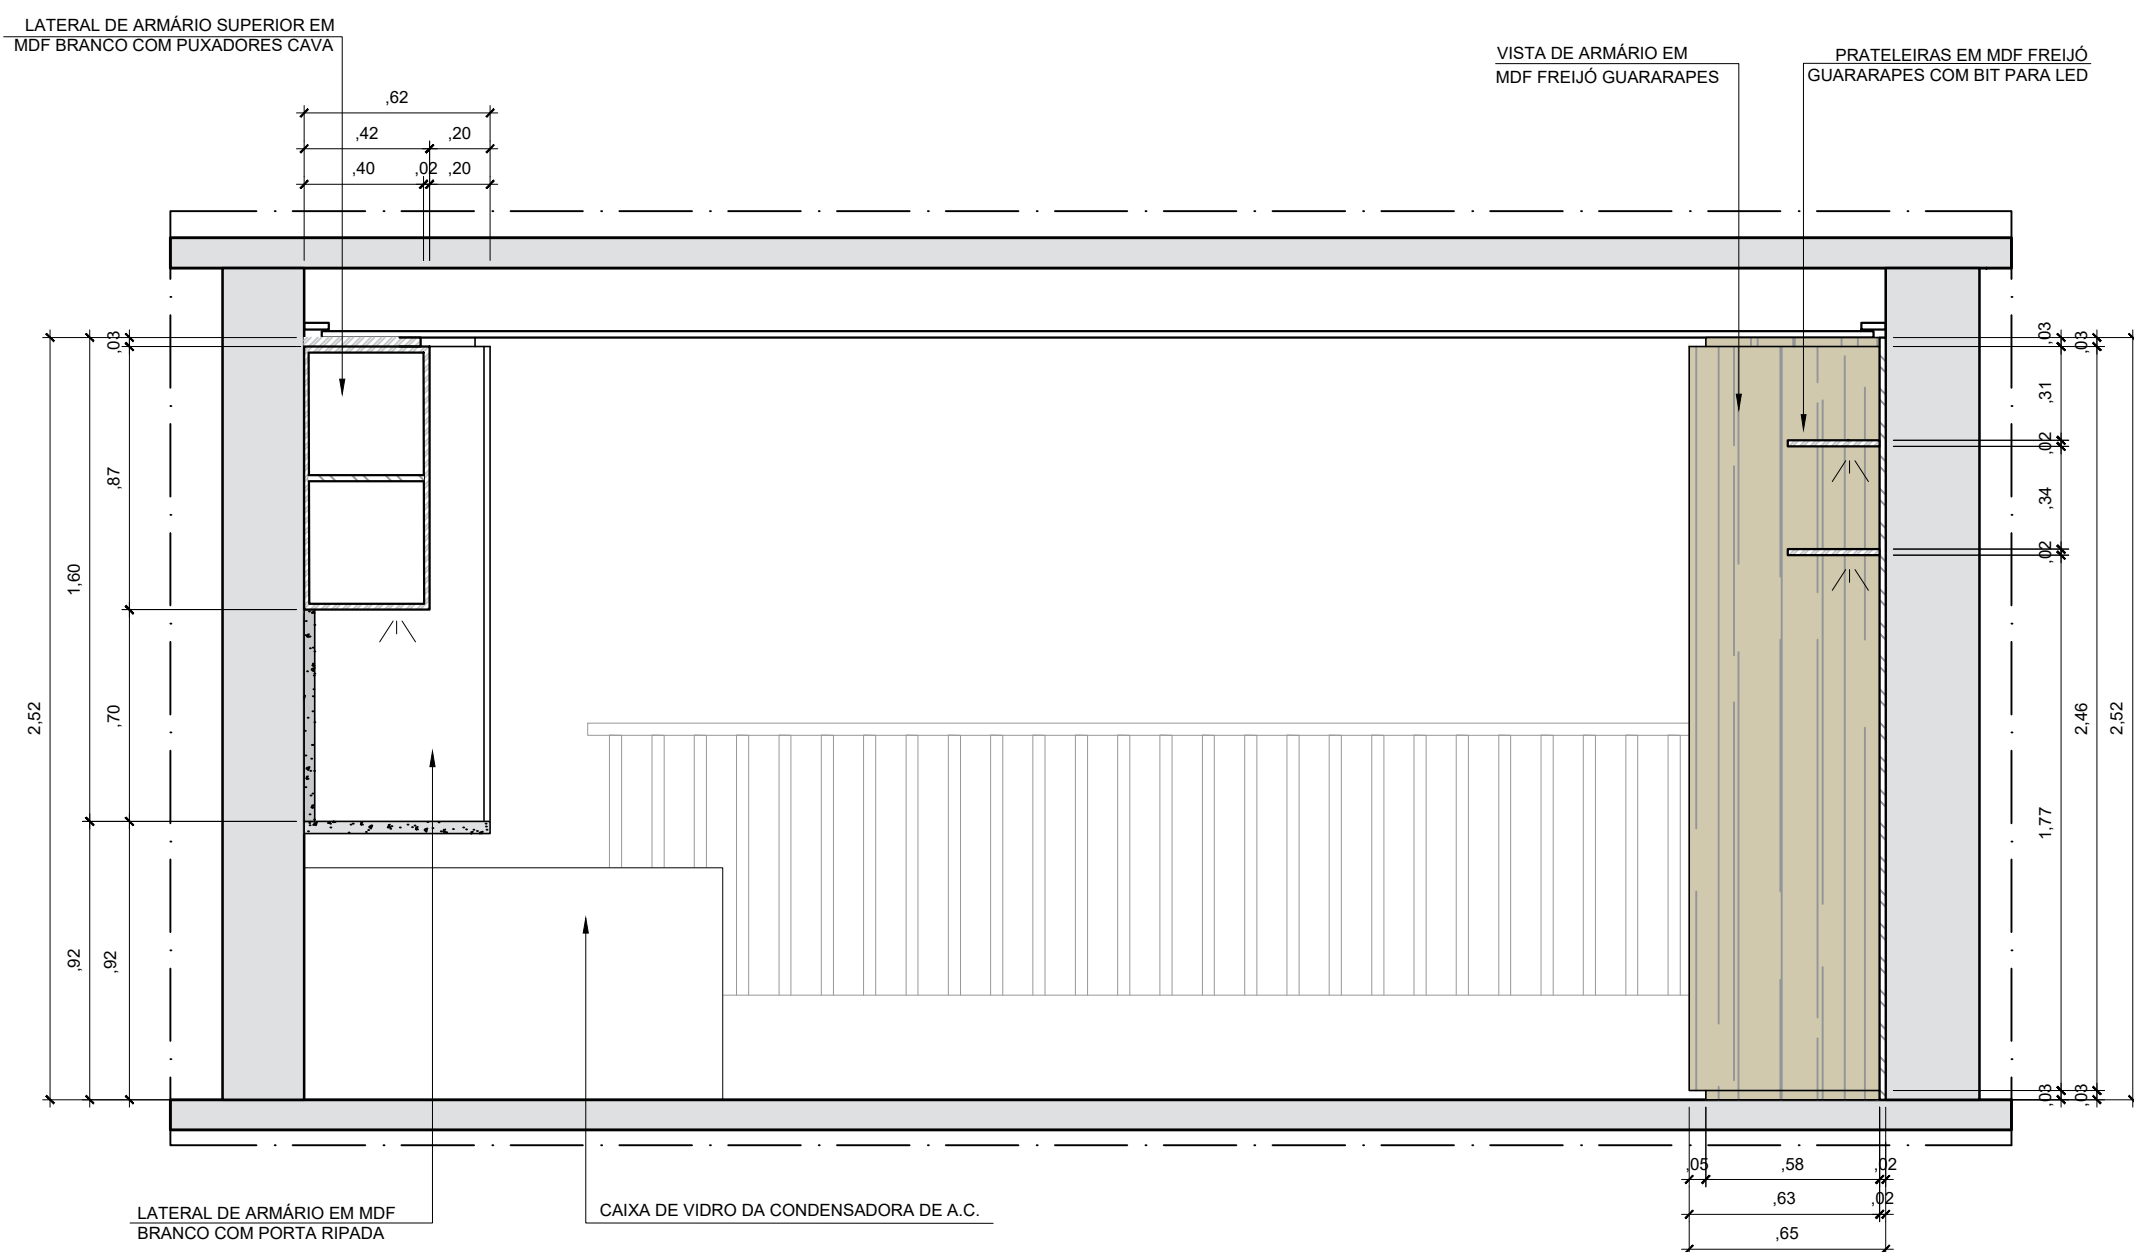 LATERAL DE ARMÁRIO SUPERIOR EM
MDF BRANCO COM PUXADORES CAVA
VISTA DE ARMÁRIO EM
MDF FREIJÓ GUARARAPES
PRATELEIRAS EM MDF FREIJÓ
GUARARAPES COM BIT PARA LED
,62
,42 ,20
,40 ,02 ,20
2,52
1,60
,92
,03
,87
,70
,92
,03
,31
,02
,34
,02
1,77
,03
,03
2,46
,03
2,52
,05 ,58 ,02
,63 ,02
,65
LATERAL DE ARMÁRIO EM MDF
BRANCO COM PORTA RIPADA
CAIXA DE VIDRO DA CONDENSADORA DE A.C.